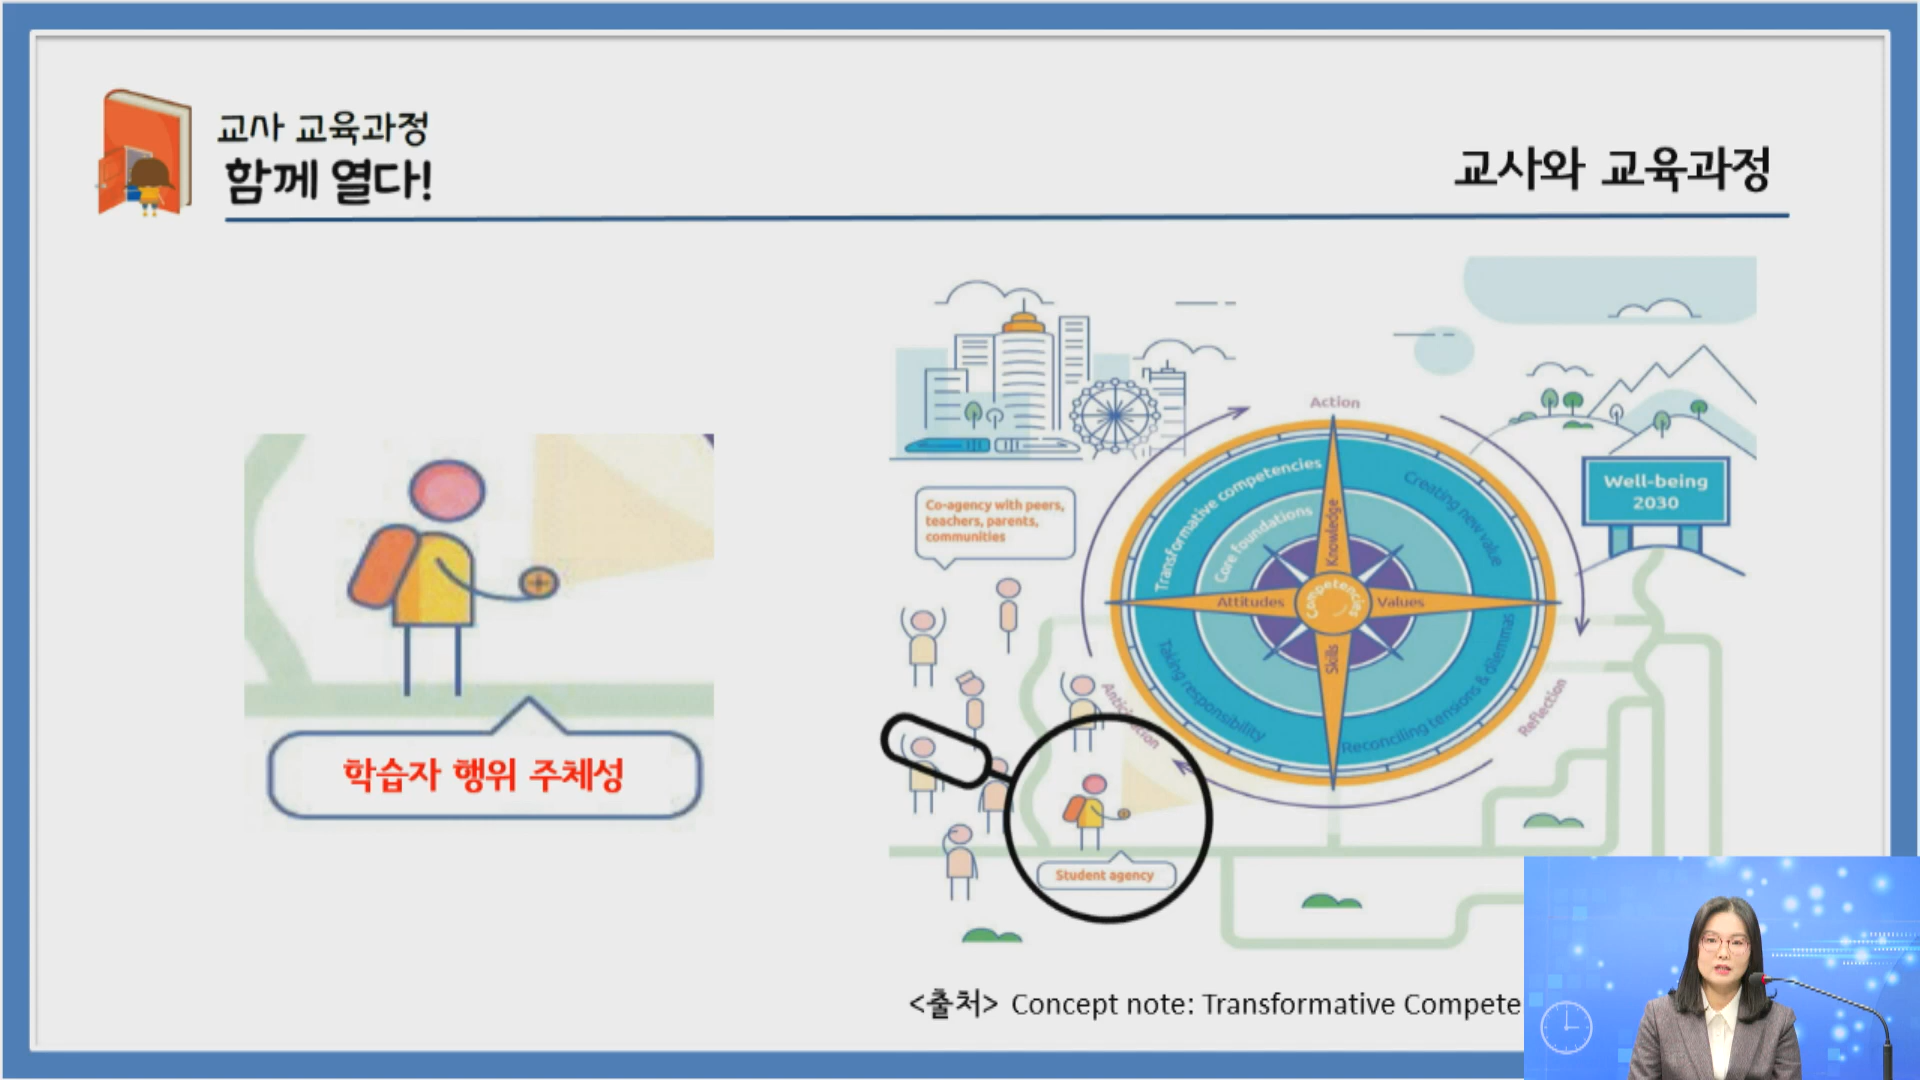 교사 교육과정
함께 열다!
교사와 교육과정
학습자 행위 주체성
Action
Well-being
2030
Co-agency with peers,
teachers, parents,
communities
Transformative competencies
Creating new value
Core foundations
Knowledge
Attitudes
Competencies
Values
Skills
Taking responsibility
Reconciling tensions & dilemmas
Anticipation
Reflection
Student agency
<출처> Concept note: Transformative Compete